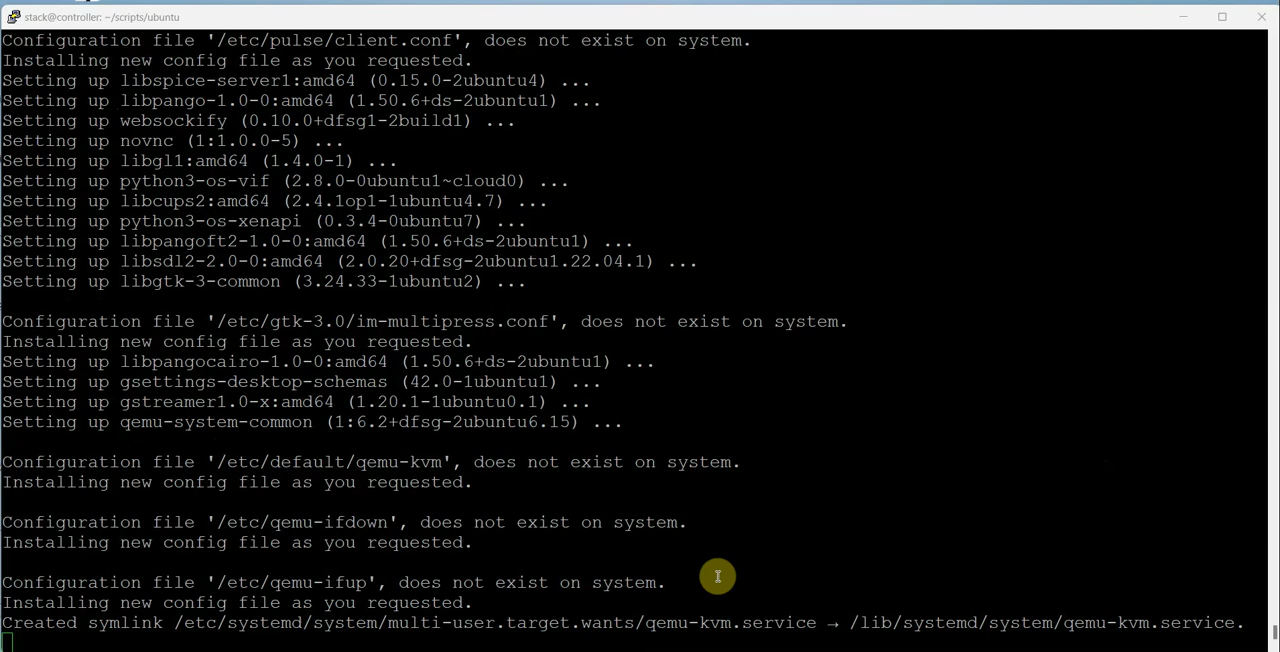 stack@controller: ~/scripts/ubuntu
Configuration file '/etc/pulse/client.conf', does not exist on system.
Installing new config file as you requested.
Setting up libspice-server1:amd64 (0.15.0-2ubuntu4) ...
Setting up libpango-1.0-0:amd64 (1.50.6+ds-2ubuntu1) ...
Setting up websockify (0.10.0+dfsg1-2build1) ...
Setting up novnc (1:1.0.0-5) ...
Setting up libgl1:amd64 (1.4.0-1) ...
Setting up python3-os-vif (2.8.0-0ubuntu1~cloud0) ...
Setting up libcups2:amd64 (2.4.1op1-1ubuntu4.7) ...
Setting up python3-os-xenapi (0.3.4-0ubuntu7) ...
Setting up libpangoft2-1.0-0:amd64 (1.50.6+ds-2ubuntu1) ...
Setting up libsdl2-2.0-0:amd64 (2.0.20+dfsg-2ubuntu1.22.04.1) ...
Setting up libgtk-3-common (3.24.33-1ubuntu2) ...
Configuration file '/etc/gtk-3.0/im-multipress.conf', does not exist on system.
Installing new config file as you requested.
Setting up libpangocairo-1.0-0:amd64 (1.50.6+ds-2ubuntu1) ...
Setting up gsettings-desktop-schemas (42.0-1ubuntu1) ...
Setting up gstreamer1.0-x:amd64 (1.20.1-1ubuntu0.1) ...
Setting up qemu-system-common (1:6.2+dfsg-2ubuntu6.15) ...
Configuration file '/etc/default/qemu-kvm', does not exist on system.
Installing new config file as you requested.
Configuration file '/etc/qemu-ifdown', does not exist on system.
Installing new config file as you requested.
Configuration file '/etc/qemu-ifup', does not exist on system.
Installing new config file as you requested.
Created symlink /etc/systemd/system/multi-user.target.wants/qemu-kvm.service → /lib/systemd/system/qemu-kvm.service.